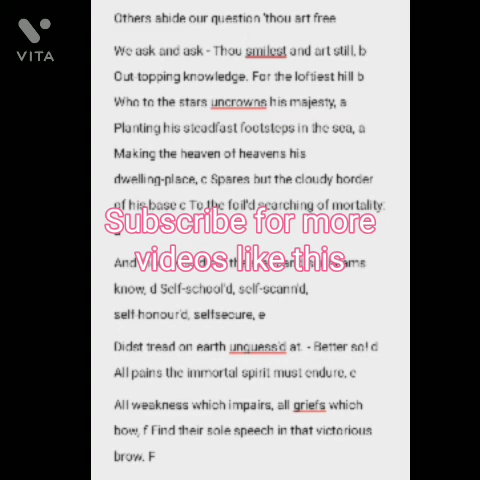 VITA
Others abide our question 'thou art free
We ask and ask - Thou smilest and art still, b
Out-topping knowledge. For the loftiest hill b
Who to the stars uncrowns his majesty, a
Planting his steadfast footsteps in the sea, a
Making the heaven of heavens his
dwelling-place, c Spares but the cloudy border
of his base c To the foil'd searching of mortality:
Subscribe for more
videos like this
And
know, d Self-school'd, self-scann'd,
self-honour'd, selfsecure, e
Didst tread on earth unguess'd at. - Better so! d
All pains the immortal spirit must endure, e
All weakness which impairs, all griefs which
bow, f Find their sole speech in that victorious
brow. F